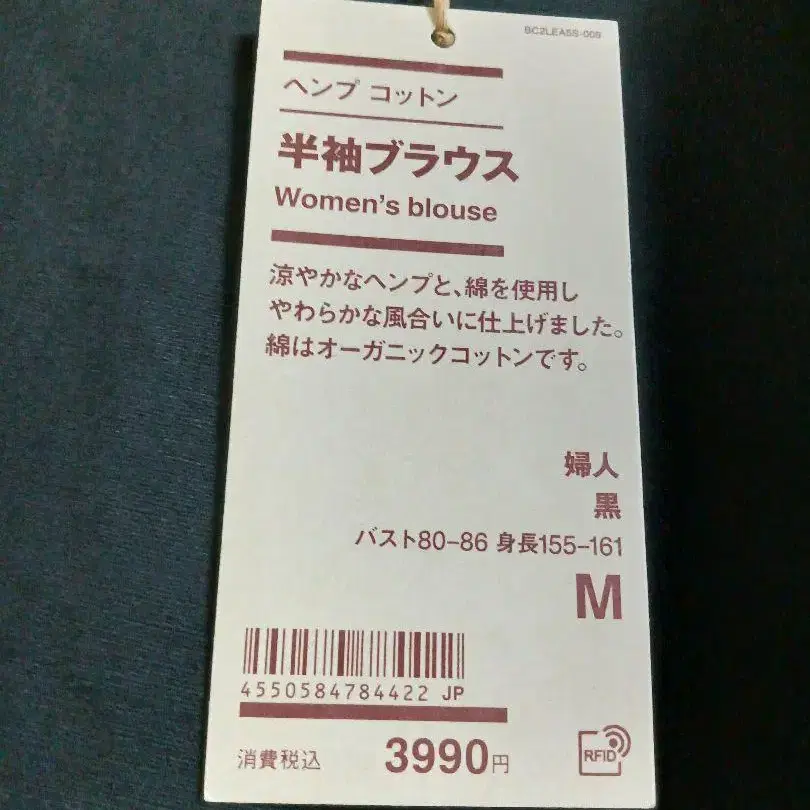 BC2LEA5S-009
ヘンプ コットン
半袖ブラウス
Women's blouse
涼やかなヘンプと、綿を使用し
やわらかな風合いに仕上げました。
綿はオーガニックコットンです。
婦人
黒
バスト80-86 身長155-161
M
4550584784422 JP
消費税込 3990円
RFID